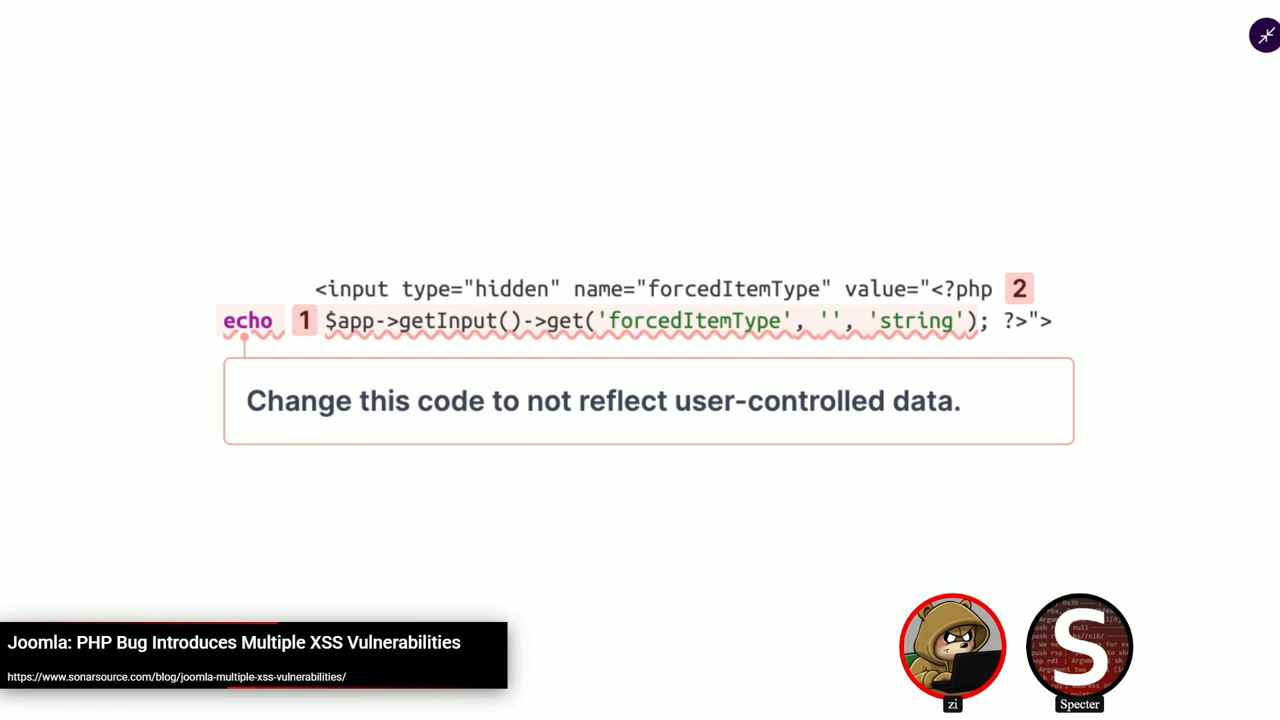 <input type="hidden" name="forcedItemType" value="<?php 2
echo 1 $app->getInput()->get('forcedItemType', '', 'string'); ?>">
Change this code to not reflect user-controlled data.
Joomla: PHP Bug Introduces Multiple XSS Vulnerabilities
https://www.sonarsource.com/blog/joomla-multiple-xss-vulnerabilities/
S
zi
Specter